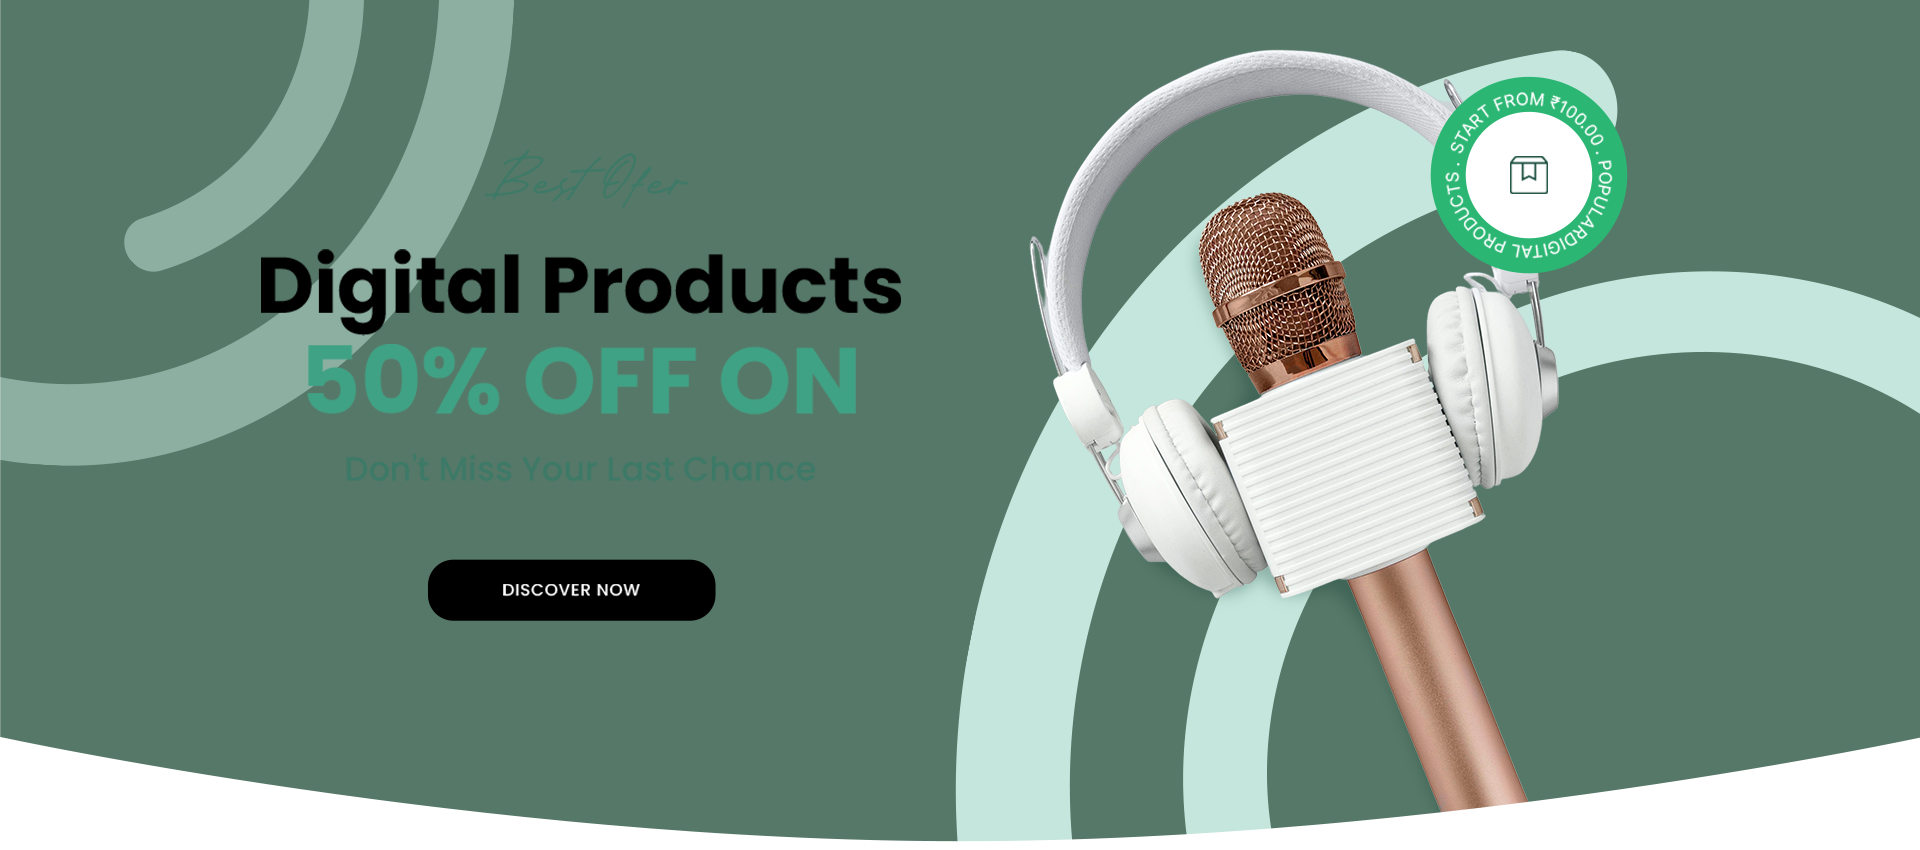 Best Ofer
Digital Products
50% OFF ON
Don't Miss Your Last Chance
DISCOVER NOW
START FROM ₹100.00 . POPULARDIGITAL PRODUCTS .